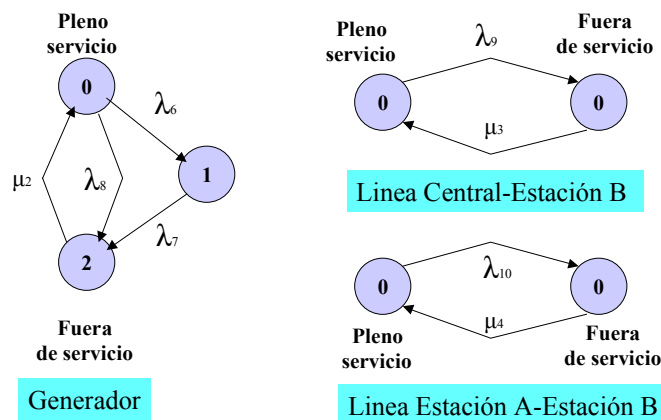 Pleno
servicio
0
λ6
μ2
λ8
1
λ7
2
Fuera
de servicio
Generador
Pleno
servicio
λ9
Fuera
de servicio
0
0
μ3
Linea Central-Estación B
0
λ10
0
μ4
Pleno
servicio
Fuera
de servicio
Linea Estación A-Estación B